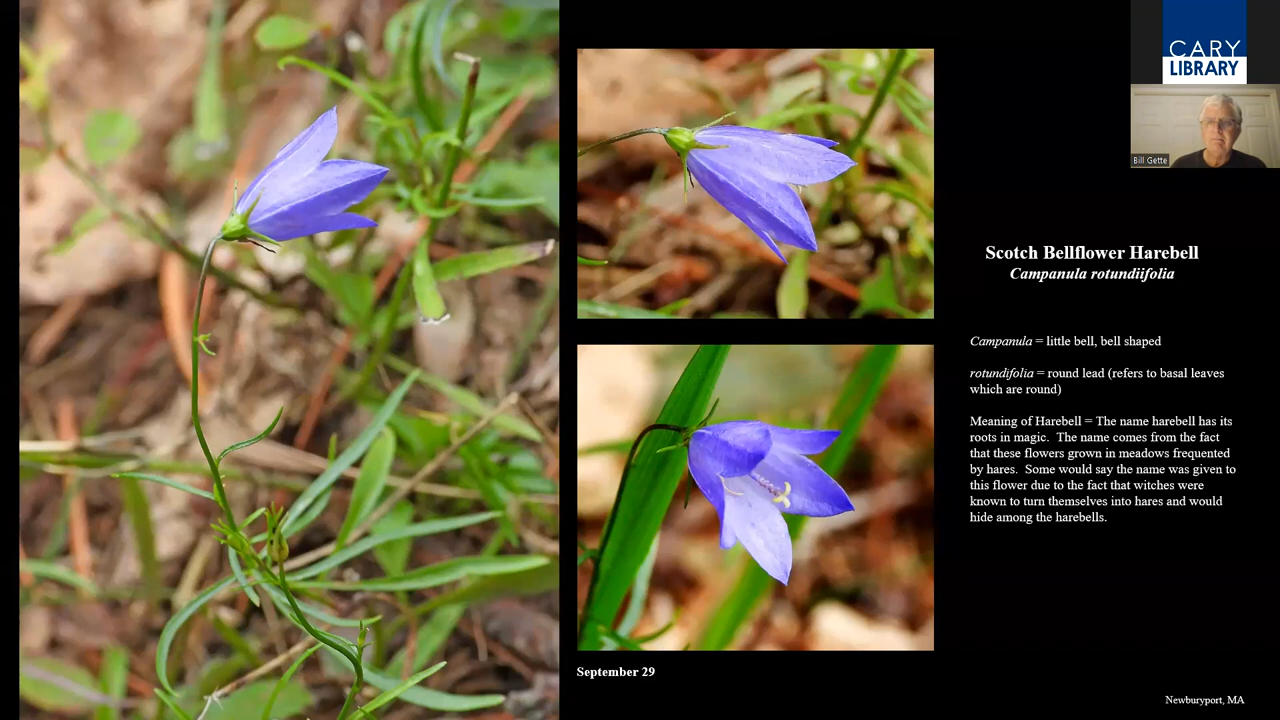 CARY
LIBRARY
Bill Gette
Scotch Bellflower Harebell
Campanula rotundiifolia
Campanula = little bell, bell shaped
rotundifolia = round lead (refers to basal leaves
which are round)
Meaning of Harebell = The name harebell has its
roots in magic.  The name comes from the fact
that these flowers grown in meadows frequented
by hares.  Some would say the name was given to
this flower due to the fact that witches were
known to turn themselves into hares and would
hide among the harebells.
September 29
Newburyport, MA